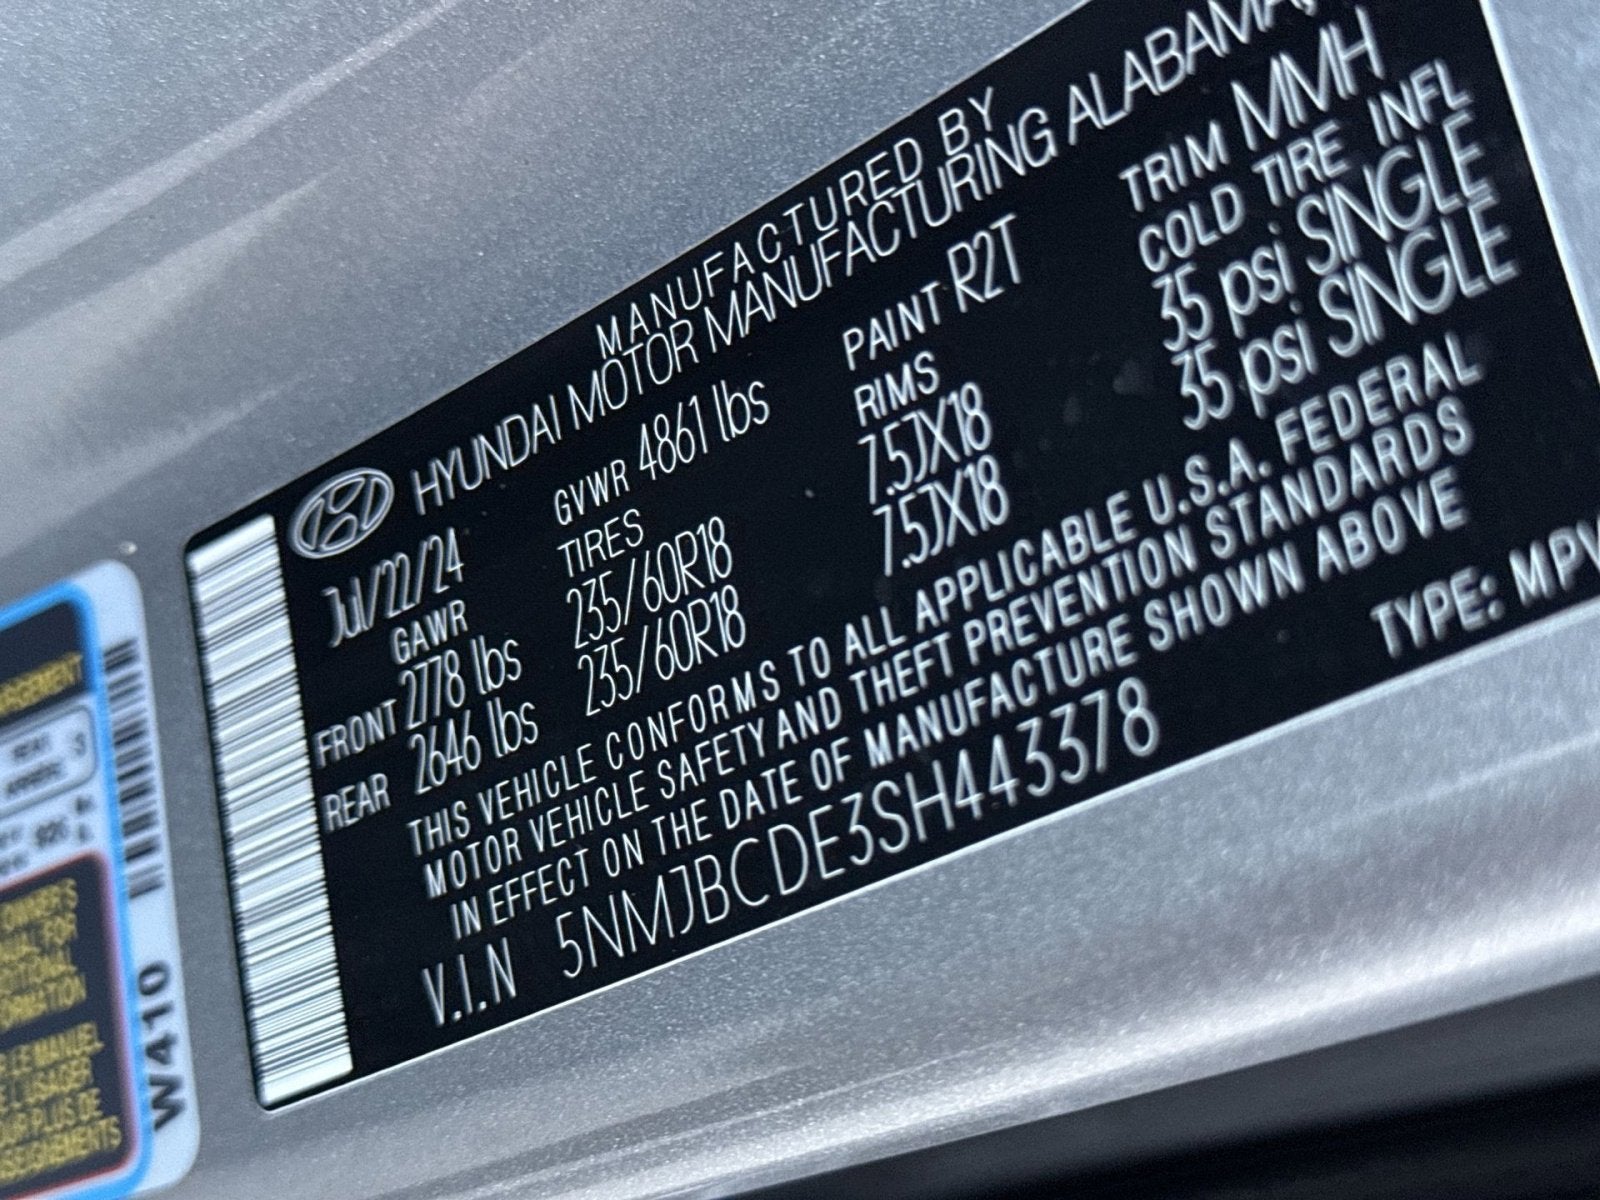 MANUFACTURED BY
HYUNDAI MOTOR MANUFACTURING ALABAMA,
Jul/22/24 GVWR 4861 lbs PAINT R2T TRIM MMH
GAWR TIRES RIMS COLD TIRE INFL
FRONT 2778 lbs 235/60R18 7.5JX18 35 psi SINGLE
REAR 2646 lbs 235/60R18 7.5JX18 35 psi SINGLE
THIS VEHICLE CONFORMS TO ALL APPLICABLE U.S.A. FEDERAL
MOTOR VEHICLE SAFETY AND THEFT PREVENTION STANDARDS
IN EFFECT ON THE DATE OF MANUFACTURE SHOWN ABOVE
V.I.N 5NMJBCDE3SH443378 TYPE: MPV
W410